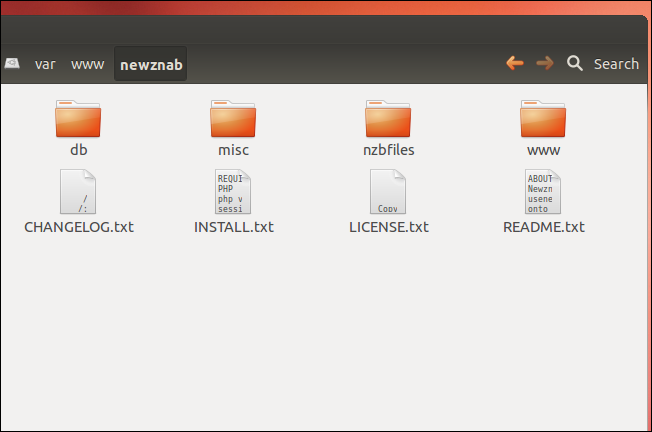 var www newznab Search
db misc nzbfiles www
/
/;
REQUI
PHP
php v
sessi
Copy
ABOUT
Newzn
usene
onto
CHANGELOG.txt INSTALL.txt LICENSE.txt README.txt